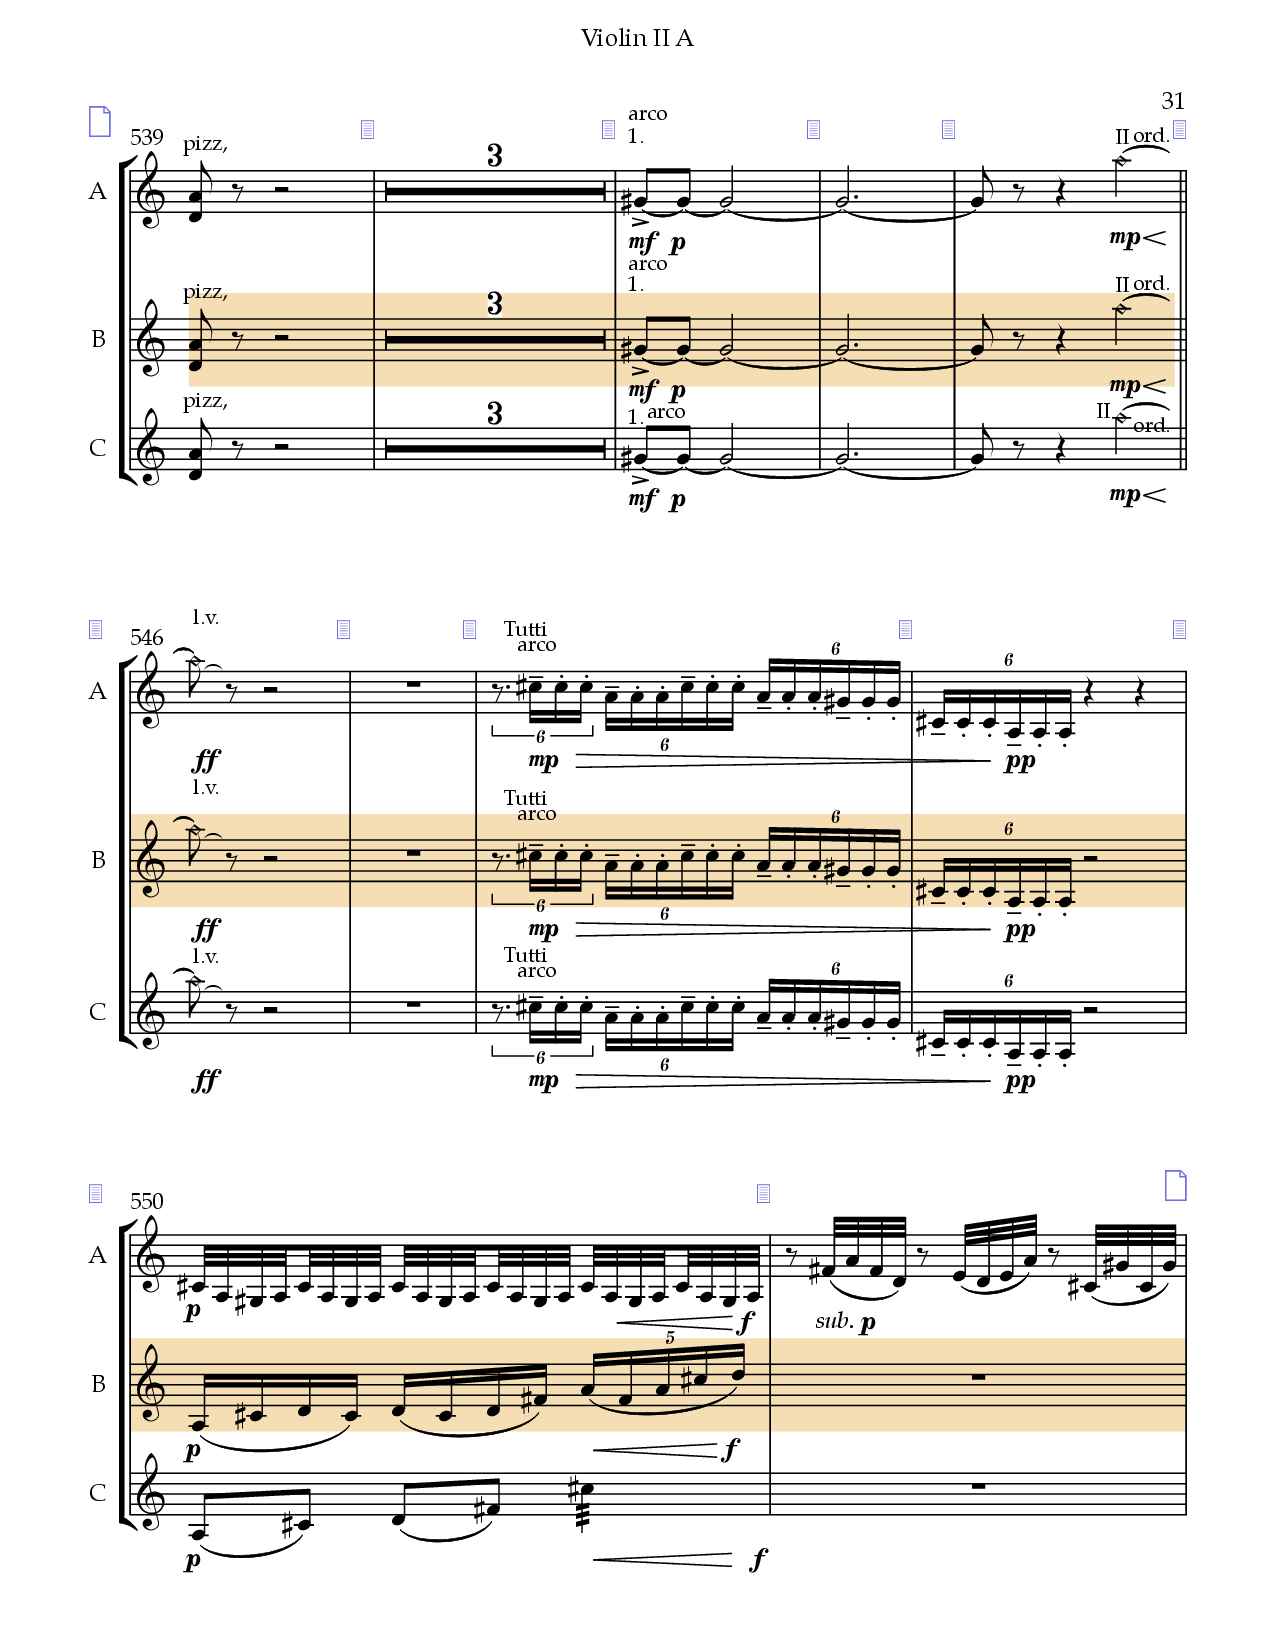 Violin II A
31
539
pizz,
3
arco
1.
II ord.
A
mf p
mp
pizz,
3
arco
1.
II ord.
B
mf p
mp
pizz,
3
1. arco
II ord.
C
mf p
mp
546
l.v.
Tutti
arco
6
6
A
6
6
ff
mp
pp
l.v.
Tutti
arco
6
6
B
6
6
ff
mp
pp
l.v.
Tutti
arco
6
6
C
6
6
ff
mp
pp
550
A
p
f
sub. p
5
B
p
f
C
p
f